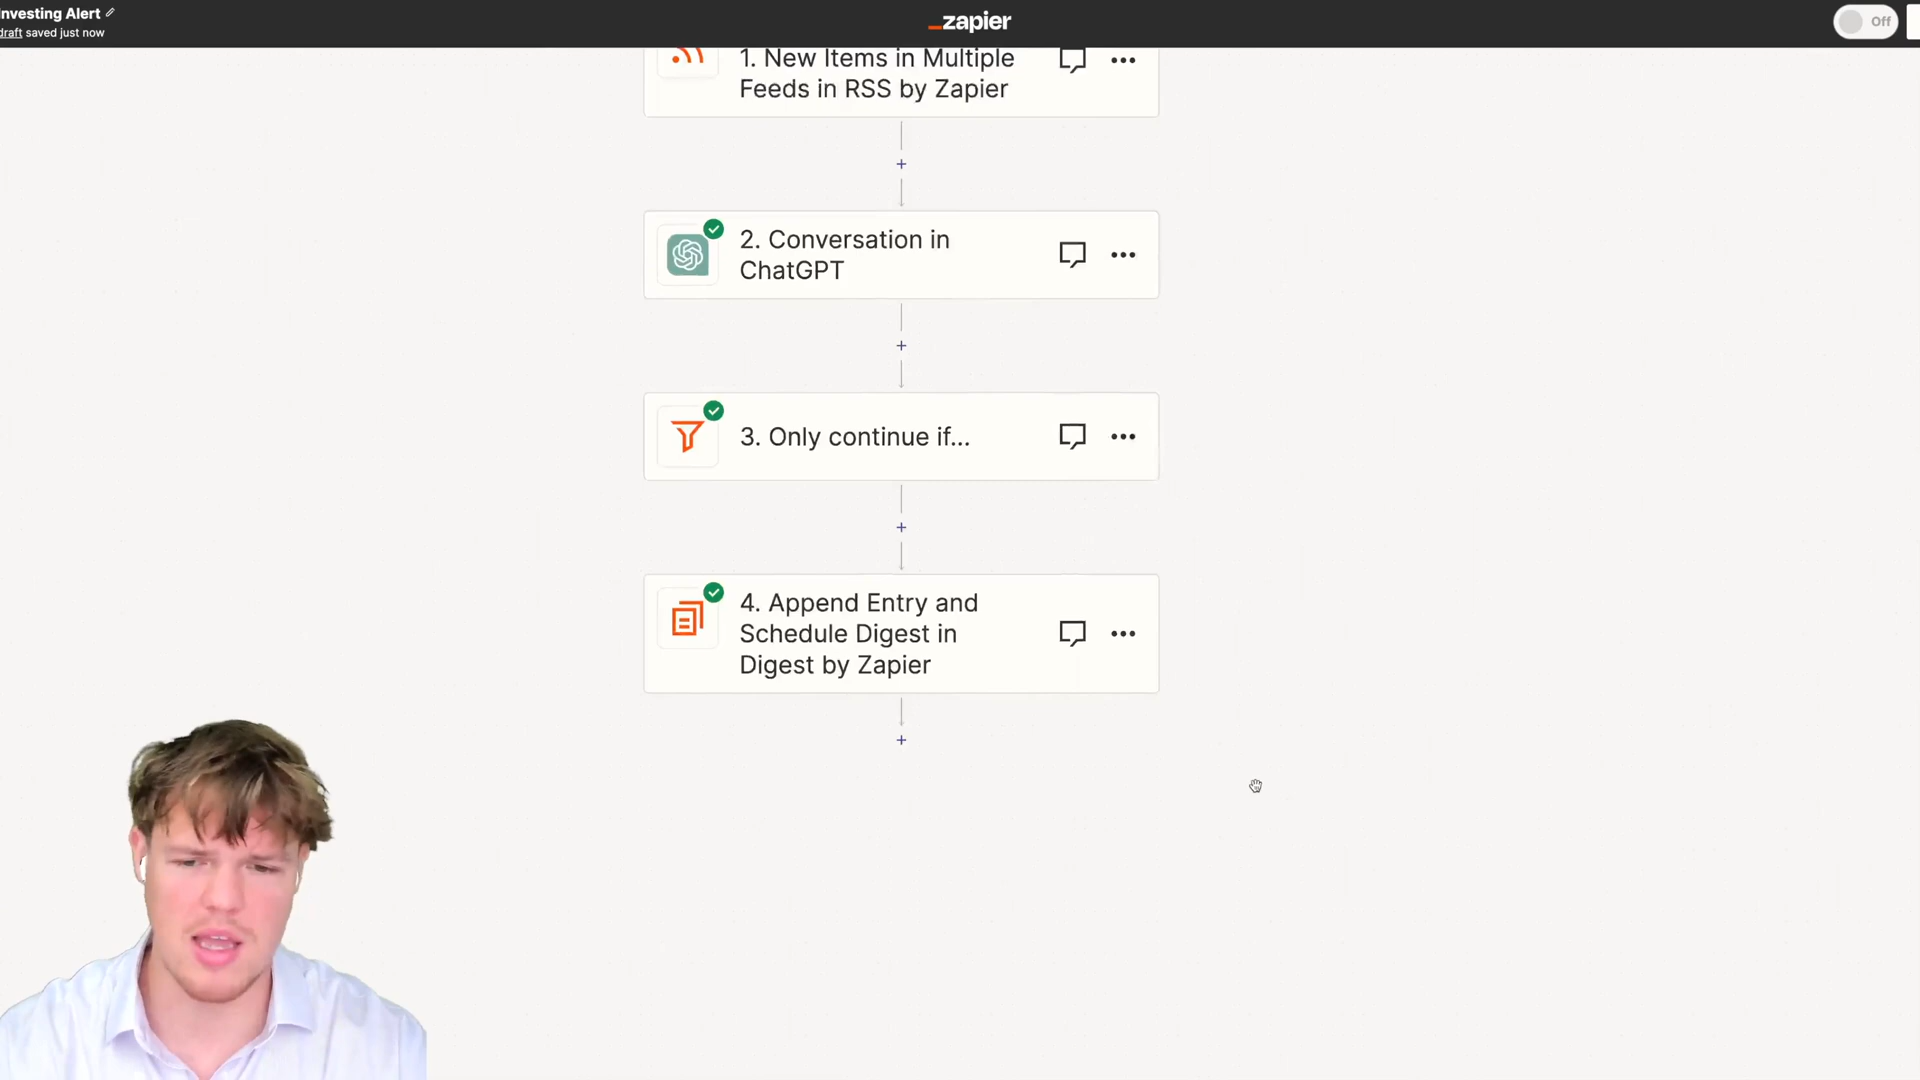 nvesting Alert
draft saved just now
_zapier
Off
1. New Items in Multiple
Feeds in RSS by Zapier
2. Conversation in
ChatGPT
3. Only continue if...
4. Append Entry and
Schedule Digest in
Digest by Zapier